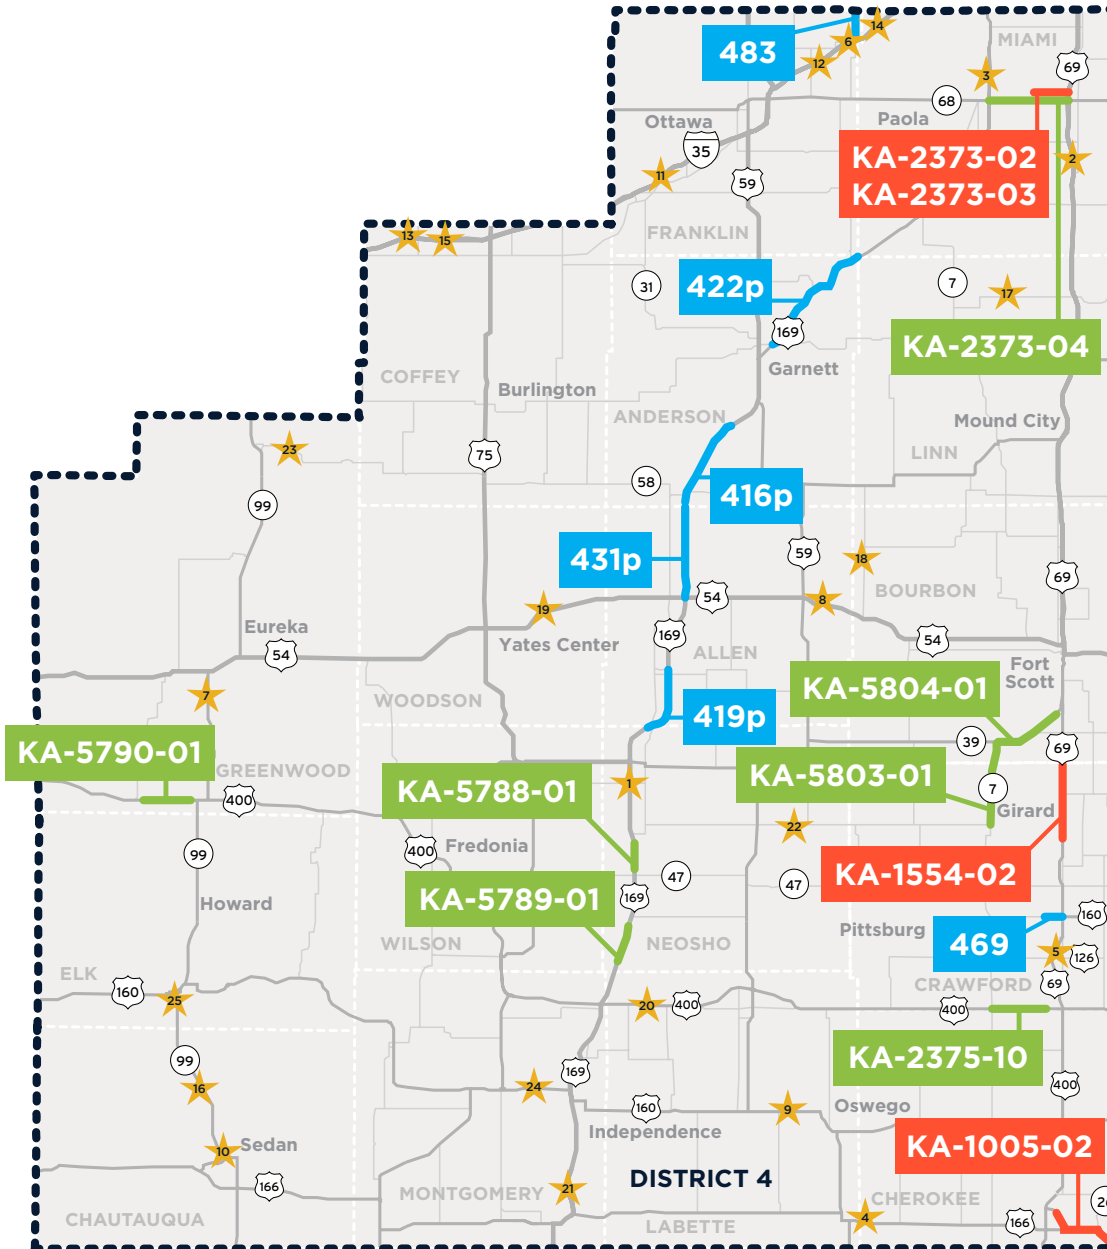 14
6
MIAMI
483
12
3
69
68
Ottawa
Paola
35
KA-2373-02
KA-2373-03
2
11
59
FRANKLIN
13
15
31
422p
7
17
169
KA-2373-04
Garnett
COFFEY
Burlington
ANDERSON
Mound City
23
75
LINN
58
416p
99
431p
59
18
69
BOURBON
19
54
8
Eureka
Yates Center
169
54
54
ALLEN
Fort
Scott
7
WOODSON
KA-5804-01
419p
KA-5790-01
39
69
GREENWOOD
KA-5788-01
1
KA-5803-01
7
400
Girard
22
400
Fredonia
99
47
47
KA-1554-02
KA-5789-01
169
Howard
160
Pittsburg
469
WILSON
NEOSHO
5
126
ELK
CRAWFORD
69
160
25
20
400
400
99
KA-2375-10
169
400
16
24
160
9
Oswego
Independence
10
Sedan
KA-1005-02
DISTRICT 4
166
MONTGOMERY
21
CHEROKEE
CHAUTAUQUA
LABETTE
4
166